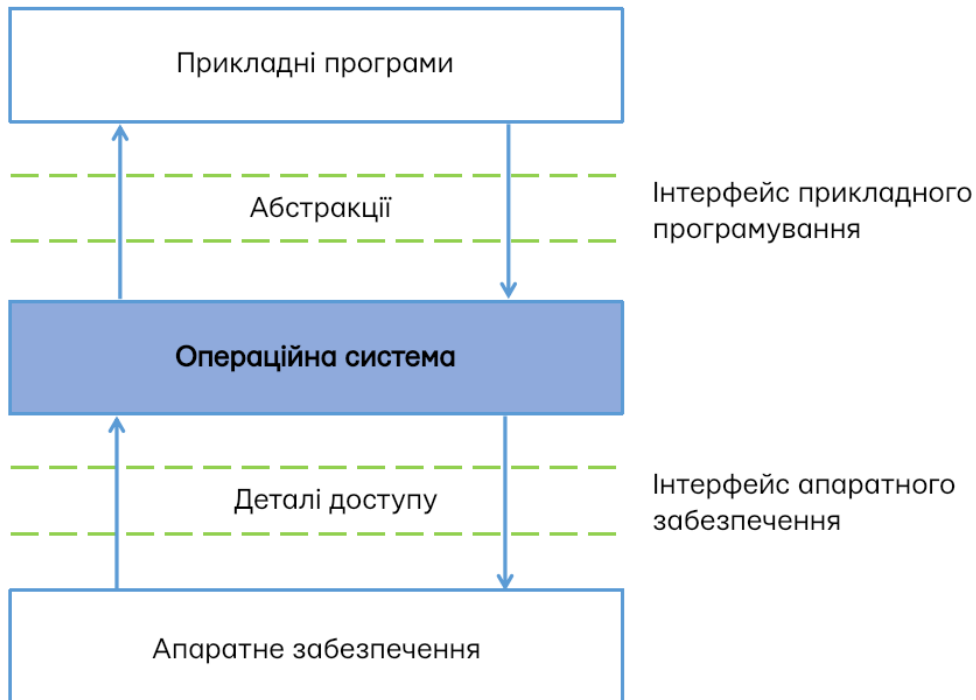 Прикладні програми
Абстракції
Інтерфейс прикладного
програмування
Операційна система
Деталі доступу
Інтерфейс апаратного
забезпечення
Апаратне забезпечення